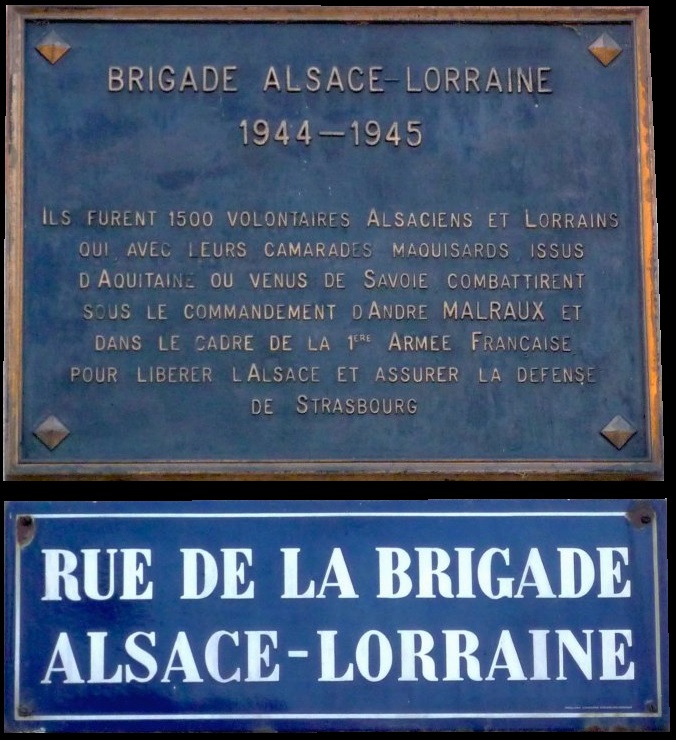 BRIGADE ALSACE-LORRAINE
1944-1945
ILS FURENT 1500 VOLONTAIRES ALSACIENS ET LORRAINS
QUI, AVEC LEURS CAMARADES MAQUISARDS, ISSUS
D'AQUITAINE OU VENUS DE SAVOIE COMBATTIRENT
SOUS LE COMMANDEMENT D'ANDRE MALRAUX ET
DANS LE CADRE DE LA 1ERE ARMEE FRANCAISE,
POUR LIBERER L'ALSACE ET ASSURER LA DEFENSE
DE STRASBOURG
RUE DE LA BRIGADE
ALSACE-LORRAINE